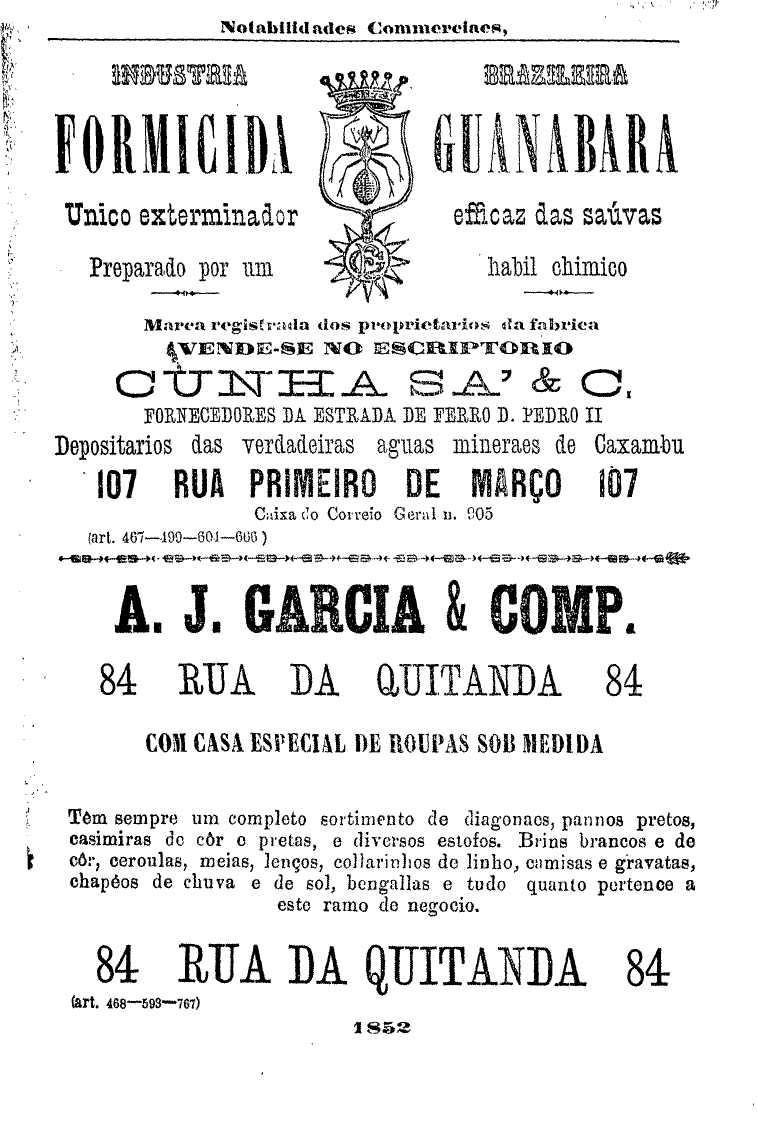 Notabilidades Commerciaes,
INDUSTRIA BRAZILEIRA
FORMICIDA GUANABARA
Unico exterminador efficaz das saúvas
Preparado por um habil chimico
Marca registrada dos proprietarios da fabrica
VENDE-SE NO ESCRIPTORIO
CUNHA SA' & C.
FORNECEDORES DA ESTRADA DE FERRO D. PEDRO II
Depositarios das verdadeiras aguas mineraes de Caxambu
107 RUA PRIMEIRO DE MARÇO 107
Caixa do Correio Geral n. 905
(art. 467—499—604—666)
A. J. GARCIA & COMP.
84 RUA DA QUITANDA 84
COM CASA ESPECIAL DE ROUPAS SOB MEDIDA
Têm sempre um completo sortimento de diagonaes, pannos pretos,
casimiras de côr e pretas, e diversos estofos. Brins brancos e de
côr, ceroulas, meias, lenços, collarinhos de linho, camisas e gravatas,
chapéos de chuva e de sol, bengallas e tudo quanto pertence a
este ramo de negocio.
84 RUA DA QUITANDA 84
(art. 468—593—767)
1852